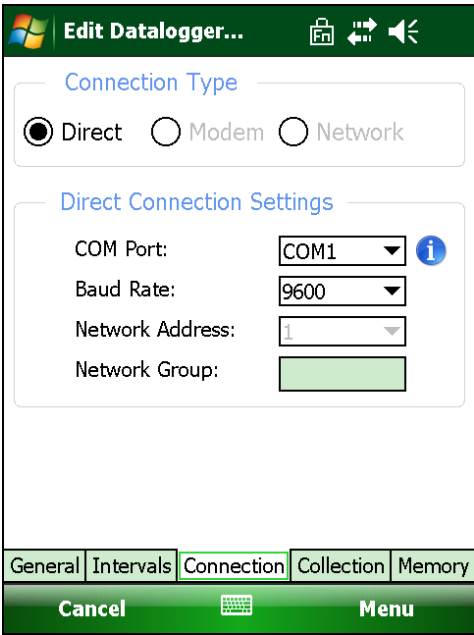 Edit Datalogger...
Fn
Connection Type
Direct Modem Network
Direct Connection Settings
COM Port: COM1
i
Baud Rate: 9600
Network Address: 1
Network Group:
General Intervals Connection Collection Memory
Cancel Menu